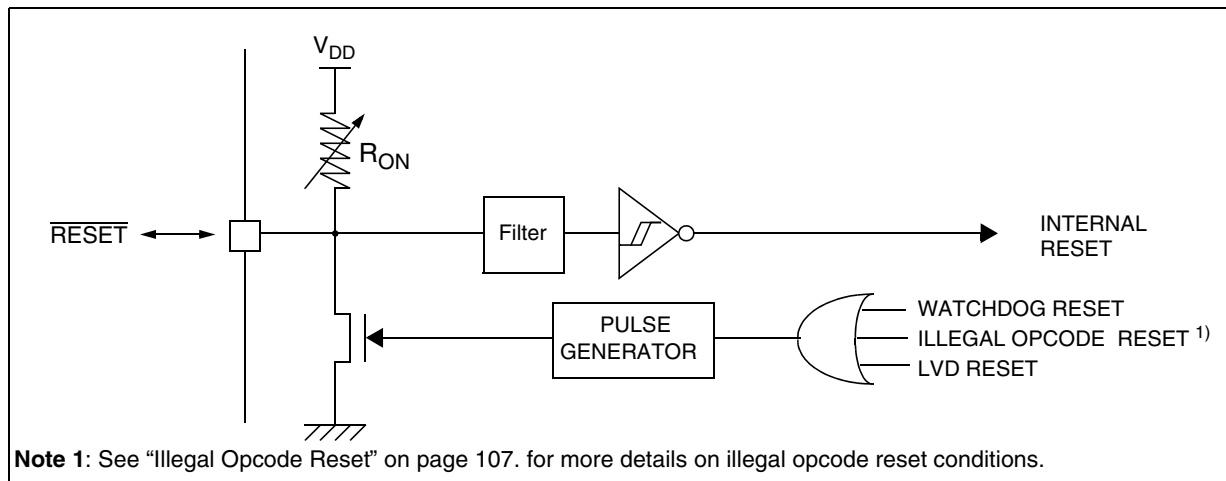 VDD
RON
RESET
Filter
INTERNAL
RESET
PULSE
GENERATOR
WATCHDOG RESET
ILLEGAL OPCODE RESET 1)
LVD RESET
Note 1: See “Illegal Opcode Reset” on page 107. for more details on illegal opcode reset conditions.